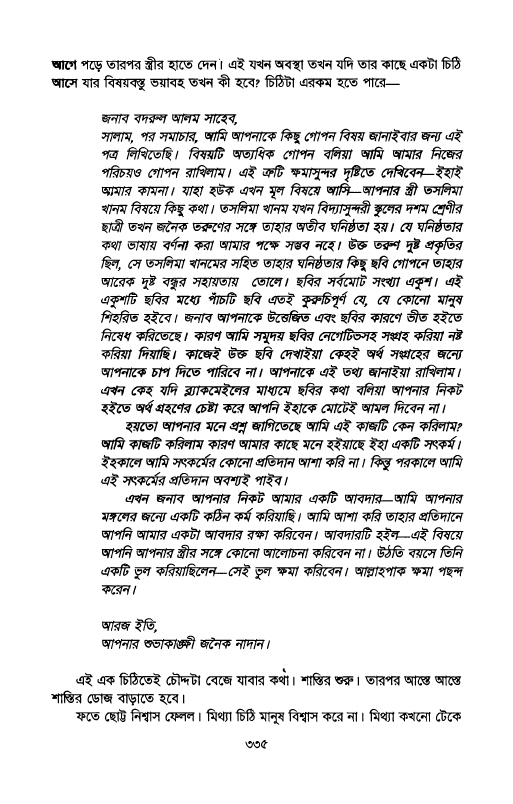 আগে পড়ে তারপর স্ত্রীর হাতে দেন। এই যখন অবস্থা তখন যদি তার কাছে একটা চিঠি
আসে যার বিষয়বস্তু ভয়াবহ তখন কী হবে? চিঠিটা এরকম হতে পারে—
জনাব বদরুল আলম সাহেব,
সালাম, পর সমাচার, আমি আপনাকে কিছু গোপন বিষয় জানাইবার জন্য এই
পত্র লিখিতেছি। বিষয়টি অত্যধিক গোপন বলিয়া আমি আমার নিজের
পরিচয়ও গোপন রাখিলাম। এই ত্রুটি ক্ষমাসুন্দর দৃষ্টিতে দেখিবেন—ইহাই
আমার কামনা। যাহা হউক এখন মূল বিষয়ে আসি—আপনার স্ত্রী তসলিমা
খানম বিষয়ে কিছু কথা। তসলিমা খানম যখন বিদ্যাসুন্দরী স্কুলের দশম শ্রেণীর
ছাত্রী তখন জনৈক তরুণের সঙ্গে তাহার অতীব ঘনিষ্ঠতা হয়। যে ঘনিষ্ঠতার
কথা ভাষায় বর্ণনা করা আমার পক্ষে সম্ভব নহে। উক্ত তরুণ দুষ্ট প্রকৃতির
ছিল, সে তসলিমা খানমের সহিত তাহার ঘনিষ্ঠতার কিছু ছবি গোপনে তাহার
আরেক দুষ্ট বন্ধুর সহায়তায় তোলে। ছবির সর্বমোট সংখ্যা একুশ। এই
একুশটি ছবির মধ্যে পাঁচটি ছবি এতই কুরুচিপূর্ণ যে, যে কোনো মানুষ
শিহরিত হইবে। জনাব আপনাকে উত্তেজিত এবং ছবির কারণে ভীত হইতে
নিষেধ করিতেছে। কারণ আমি সমুদয় ছবির নেগেটিভসহ সংগ্রহ করিয়া নষ্ট
করিয়া দিয়াছি। কাজেই উক্ত ছবি দেখাইয়া কেহই অর্থ সংগ্রহের জন্যে
আপনাকে চাপ দিতে পারিবে না। আপনাকে এই তথ্য জানাইয়া রাখিলাম।
এখন কেহ যদি ব্ল্যাকমেইলের মাধ্যমে ছবির কথা বলিয়া আপনার নিকট
হইতে অর্থ গ্রহণের চেষ্টা করে আপনি ইহাকে মোটেই আমল দিবেন না।
হয়তো আপনার মনে প্রশ্ন জাগিতেছে আমি এই কাজটি কেন করিলাম?
আমি কাজটি করিলাম কারণ আমার কাছে মনে হইয়াছে ইহা একটি সৎকর্ম।
ইহকালে আমি সৎকর্মের কোনো প্রতিদান আশা করি না। কিন্তু পরকালে আমি
এই সৎকর্মের প্রতিদান অবশ্যই পাইব।
এখন জনাব আপনার নিকট আমার একটি আবদার—আমি আপনার
মঙ্গলের জন্যে একটি কঠিন কর্ম করিয়াছি। আমি আশা করি তাহার প্রতিদানে
আপনি আমার একটা আবদার রক্ষা করিবেন। আবদারটি হইল—এই বিষয়ে
আপনি আপনার স্ত্রীর সঙ্গে কোনো আলোচনা করিবেন না। উঠতি বয়সে তিনি
একটি ভুল করিয়াছিলেন—সেই ভুল ক্ষমা করিবেন। আল্লাহপাক ক্ষমা পছন্দ
করেন।
আরজ ইতি,
আপনার শুভাকাঙ্ক্ষী জনৈক নাদান।
এই এক চিঠিতেই চৌদ্দটা বেজে যাবার কথা। শাস্তির শুরু। তারপর আস্তে আস্তে
শাস্তির ডোজ বাড়াতে হবে।
ফতে ছোট্ট নিশ্বাস ফেলল। মিথ্যা চিঠি মানুষ বিশ্বাস করে না। মিথ্যা কখনো টেকে
৩৩৫